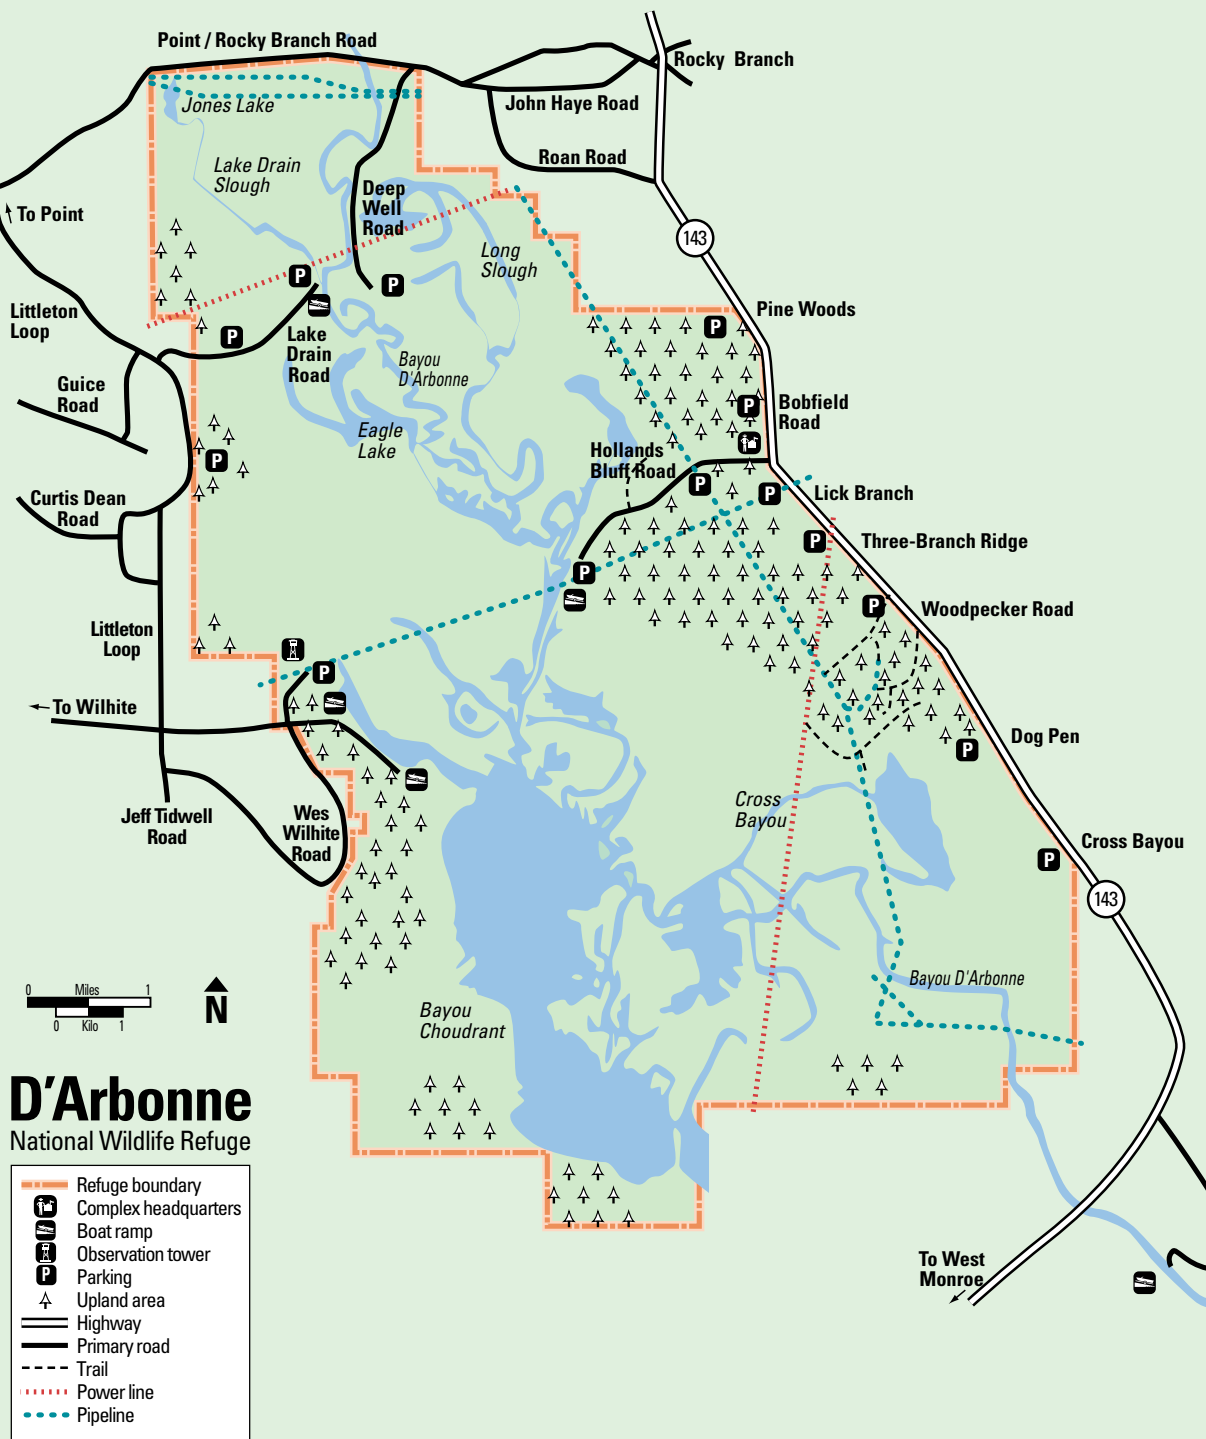 Point / Rocky Branch Road
Rocky Branch
Jones Lake
John Haye Road
Lake Drain
Slough
Roan Road
Deep
Well
Road
To Point
143
Long
Slough
P
P
Pine Woods
Littleton
Loop
P
P
Lake
Drain
Road
Bayou
D'Arbonne
Guice
Road
P
Bobfield
Road
Eagle
Lake
Hollands
Bluff Road
P
P
P
Lick Branch
Curtis Dean
Road
P
Three-Branch Ridge
P
P
Woodpecker Road
Littleton
Loop
P
To Wilhite
Dog Pen
P
Cross
Bayou
Jeff Tidwell
Road
Wes
Wilhite
Road
Cross Bayou
P
143
Bayou D'Arbonne
0 Miles 1
0 Kilo 1
N
Bayou
Choudrant
D'Arbonne
National Wildlife Refuge
Refuge boundary
Complex headquarters
Boat ramp
Observation tower
P Parking
Upland area
Highway
Primary road
Trail
Power line
Pipeline
To West
Monroe